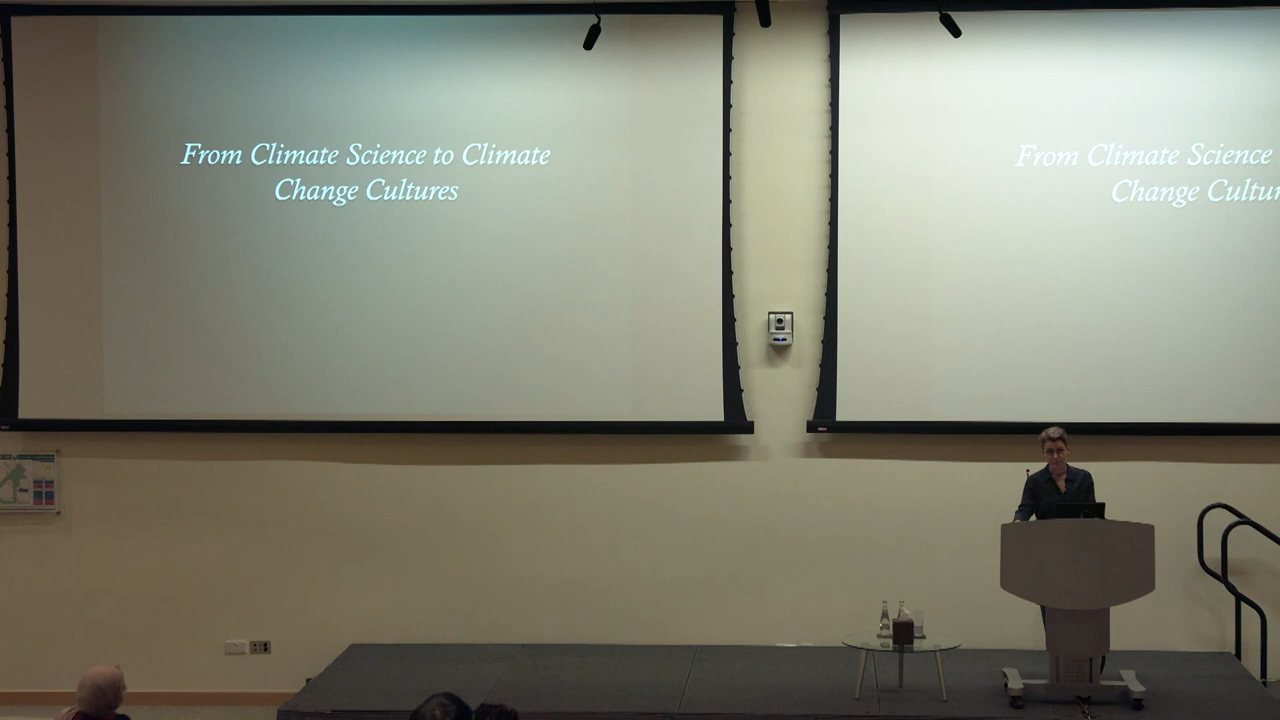 From Climate Science to Climate
Change Cultures
From Climate Science
Change Cultur